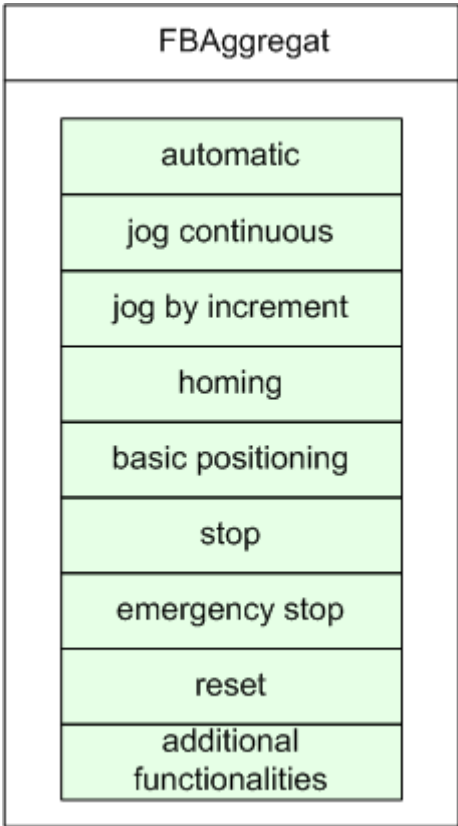 FBAggregat
automatic
jog continuous
jog by increment
homing
basic positioning
stop
emergency stop
reset
additional
functionalities